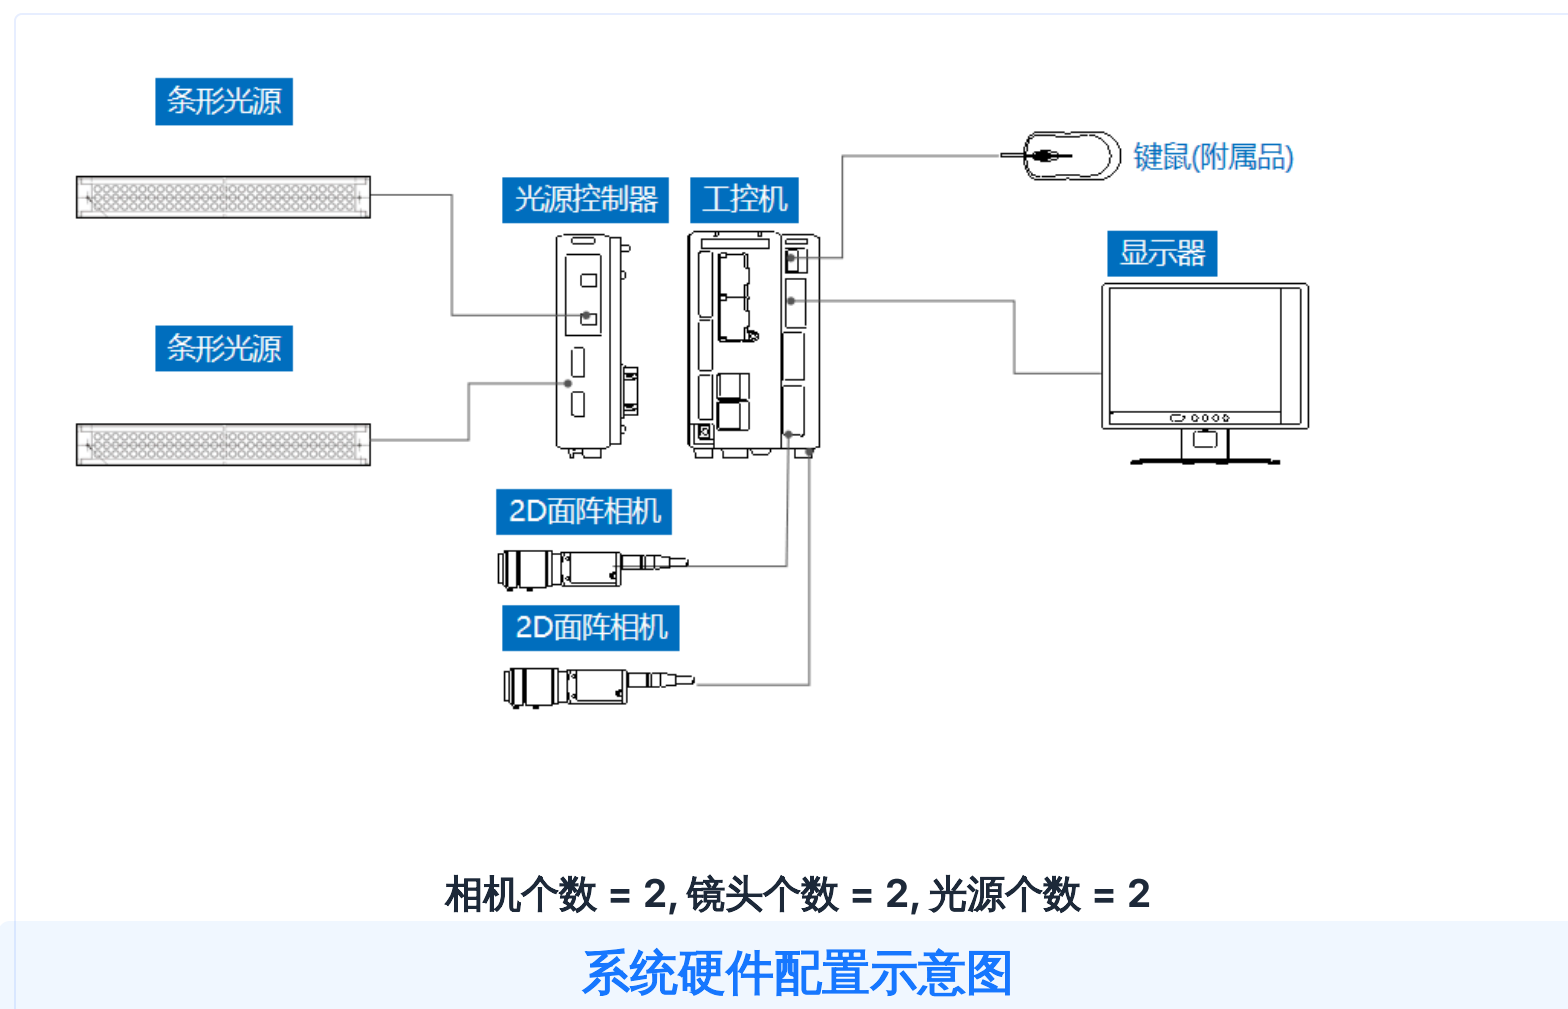 条形光源
键鼠(附属品)
光源控制器
工控机
显示器
条形光源
2D面阵相机
2D面阵相机
相机个数 = 2, 镜头个数 = 2, 光源个数 = 2
系统硬件配置示意图